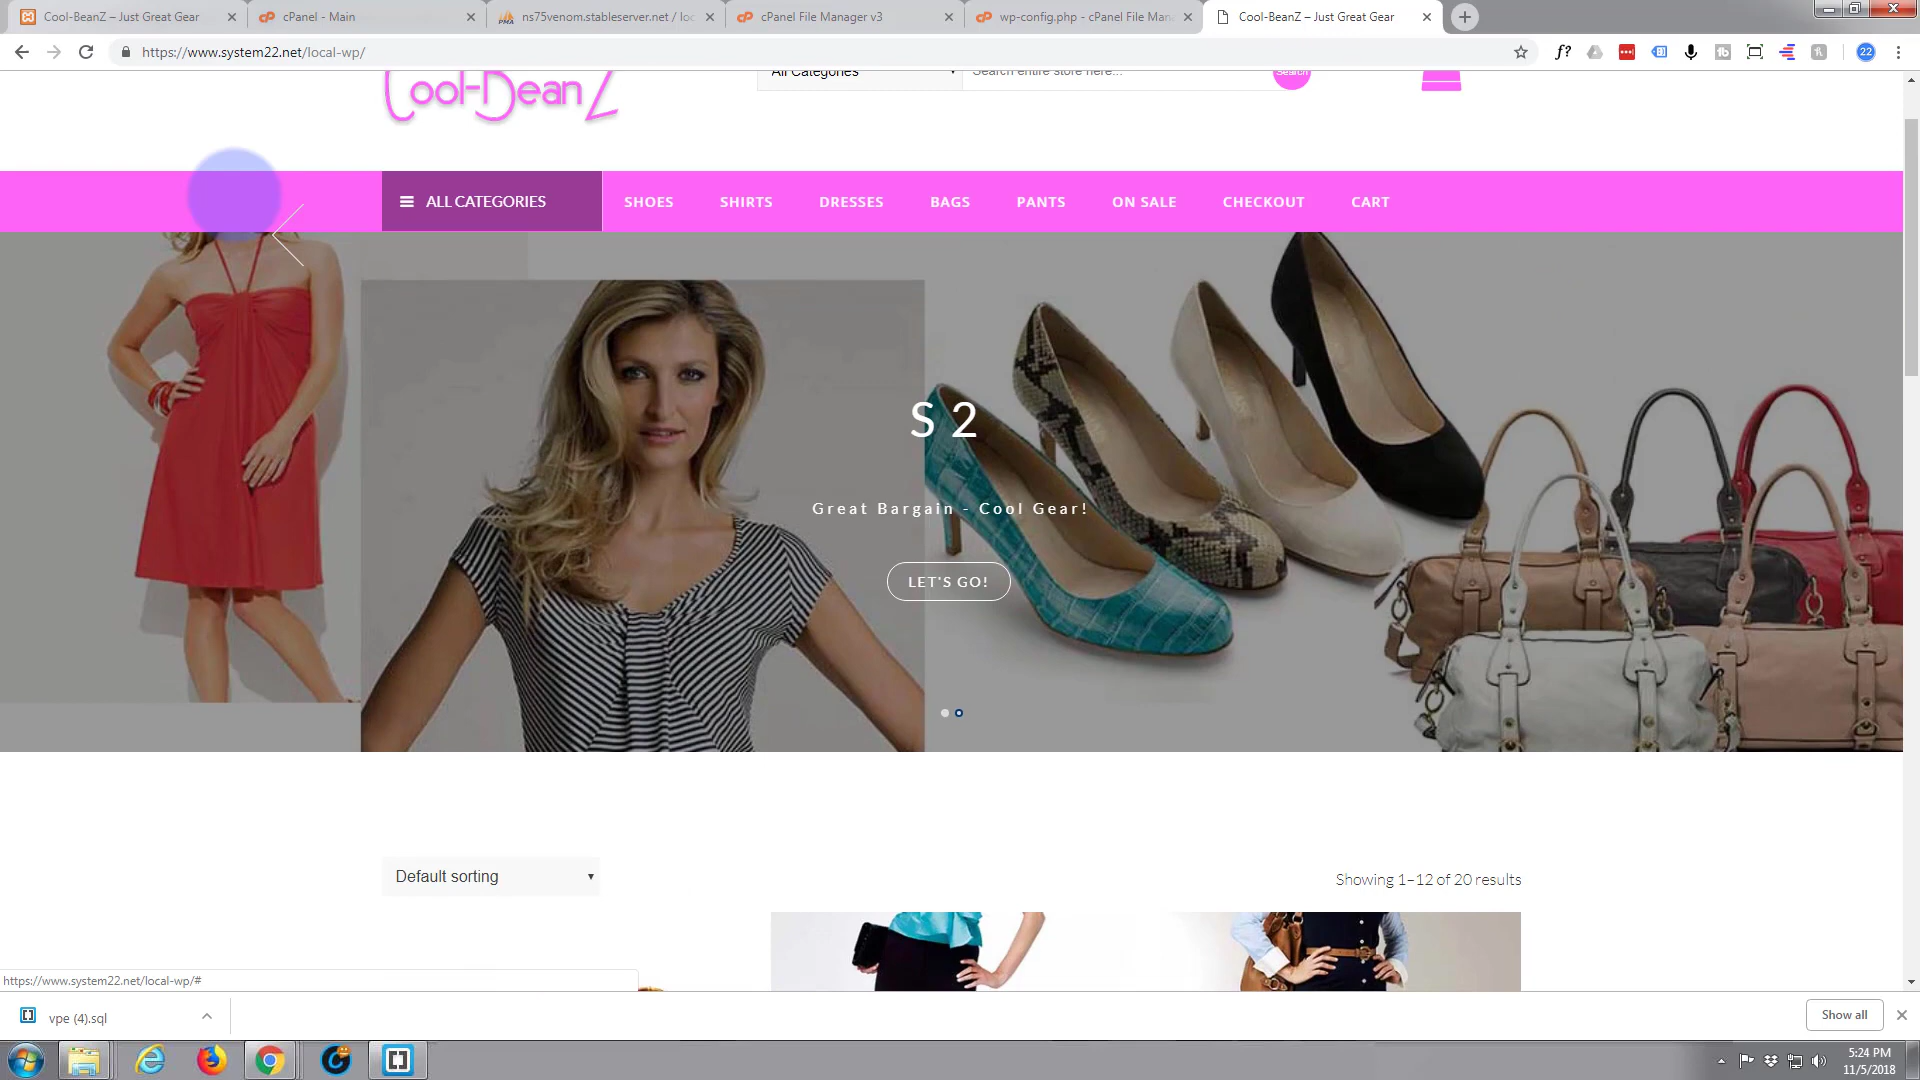 Cool-BeanZ – Just Great Gear
cPanel - Main
ns75venom.stableserver.net / loc
cPanel File Manager v3
wp-config.php - cPanel File Man
Cool-BeanZ – Just Great Gear
https://www.system22.net/local-wp/
f?
22
Cool-BeanZ
All Categories
Search entire store here...
Search
ALL CATEGORIES
SHOES
SHIRTS
DRESSES
BAGS
PANTS
ON SALE
CHECKOUT
CART
S 2
Great Bargain - Cool Gear!
LET'S GO!
Default sorting
Showing 1–12 of 20 results
https://www.system22.net/local-wp/#
vpe (4).sql
Show all
5:24 PM
11/5/2018